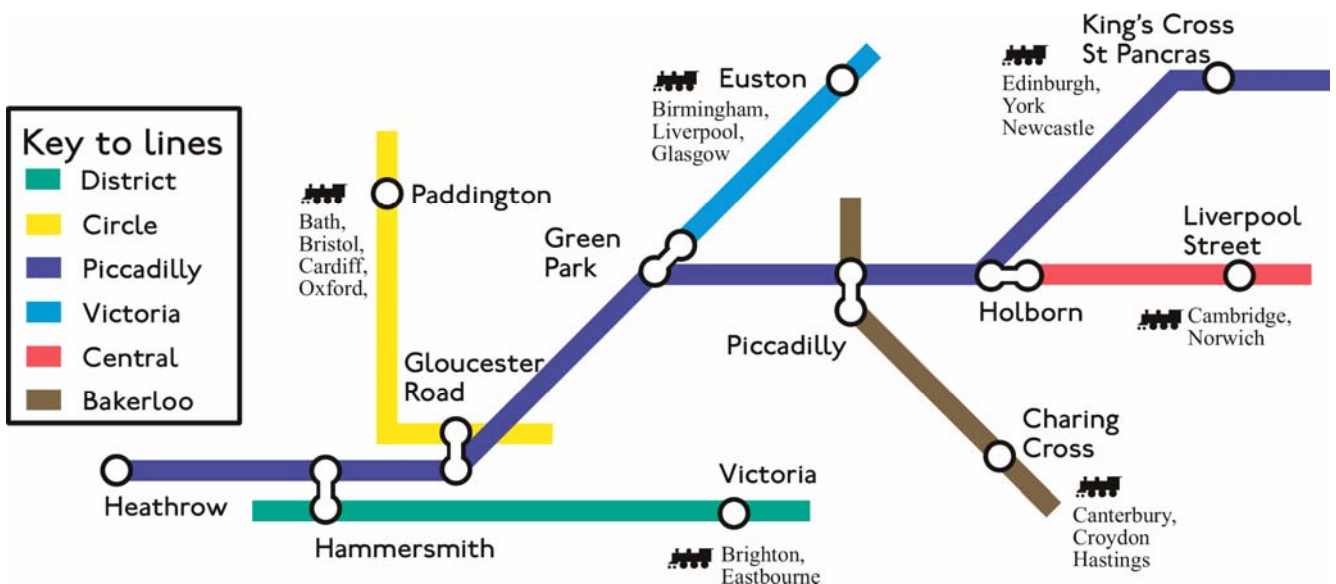 Key to lines
District
Circle
Piccadilly
Victoria
Central
Bakerloo
Paddington
Bath,
Bristol,
Cardiff,
Oxford,
Euston
Birmingham,
Liverpool,
Glasgow
King's Cross
St Pancras
Edinburgh,
York
Newcastle
Green
Park
Gloucester
Road
Piccadilly
Holborn
Liverpool
Street
Cambridge,
Norwich
Charing
Cross
Canterbury,
Croydon
Hastings
Heathrow
Hammersmith
Victoria
Brighton,
Eastbourne